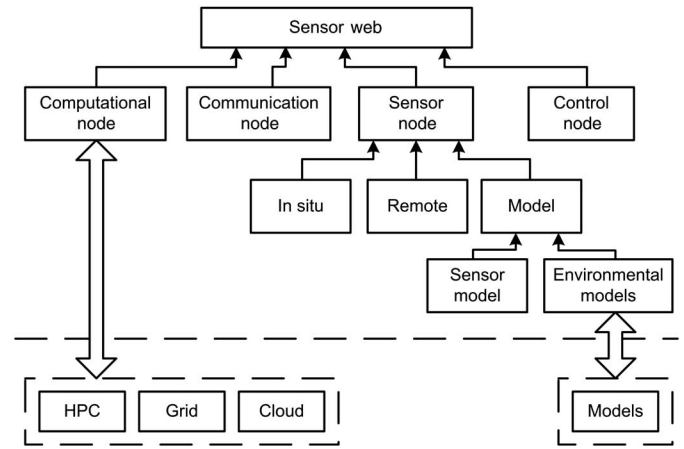 Sensor web
Computational
node
Communication
node
Sensor
node
Control
node
In situ
Remote
Model
Sensor
model
Environmental
models
HPC
Grid
Cloud
Models